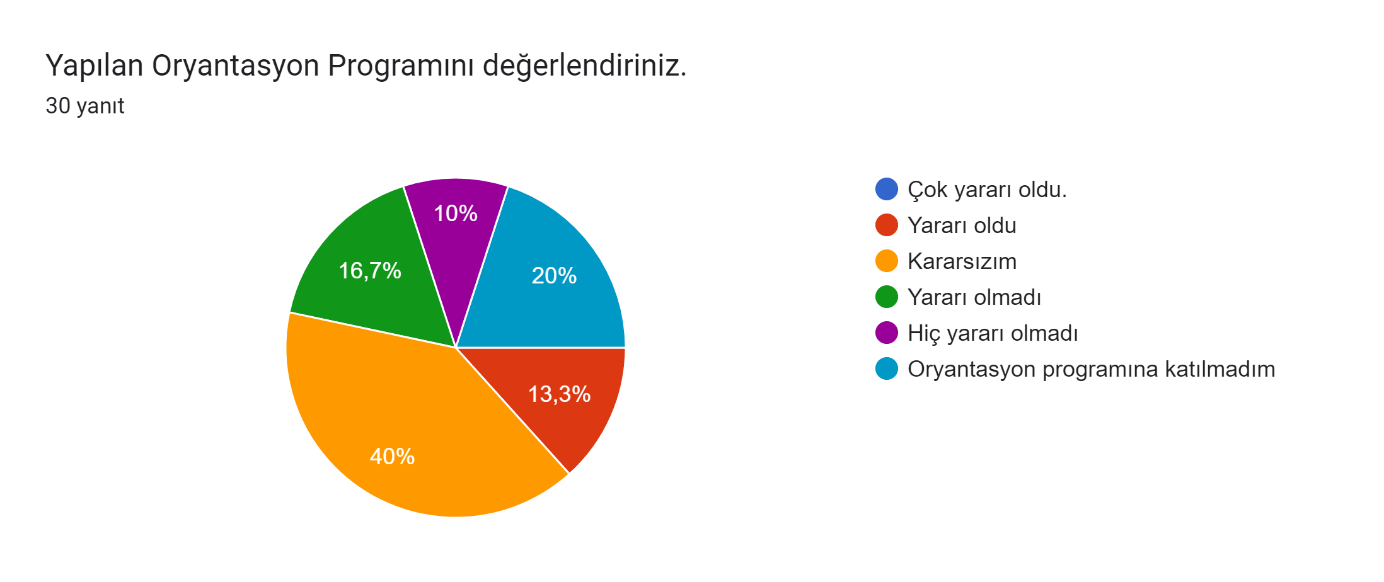 Yapılan Oryantasyon Programını değerlendiriniz.
30 yanıt
10%
20%
16,7%
13,3%
40%
Çok yararı oldu.
Yararı oldu
Kararsızım
Yararı olmadı
Hiç yararı olmadı
Oryantasyon programına katılmadım